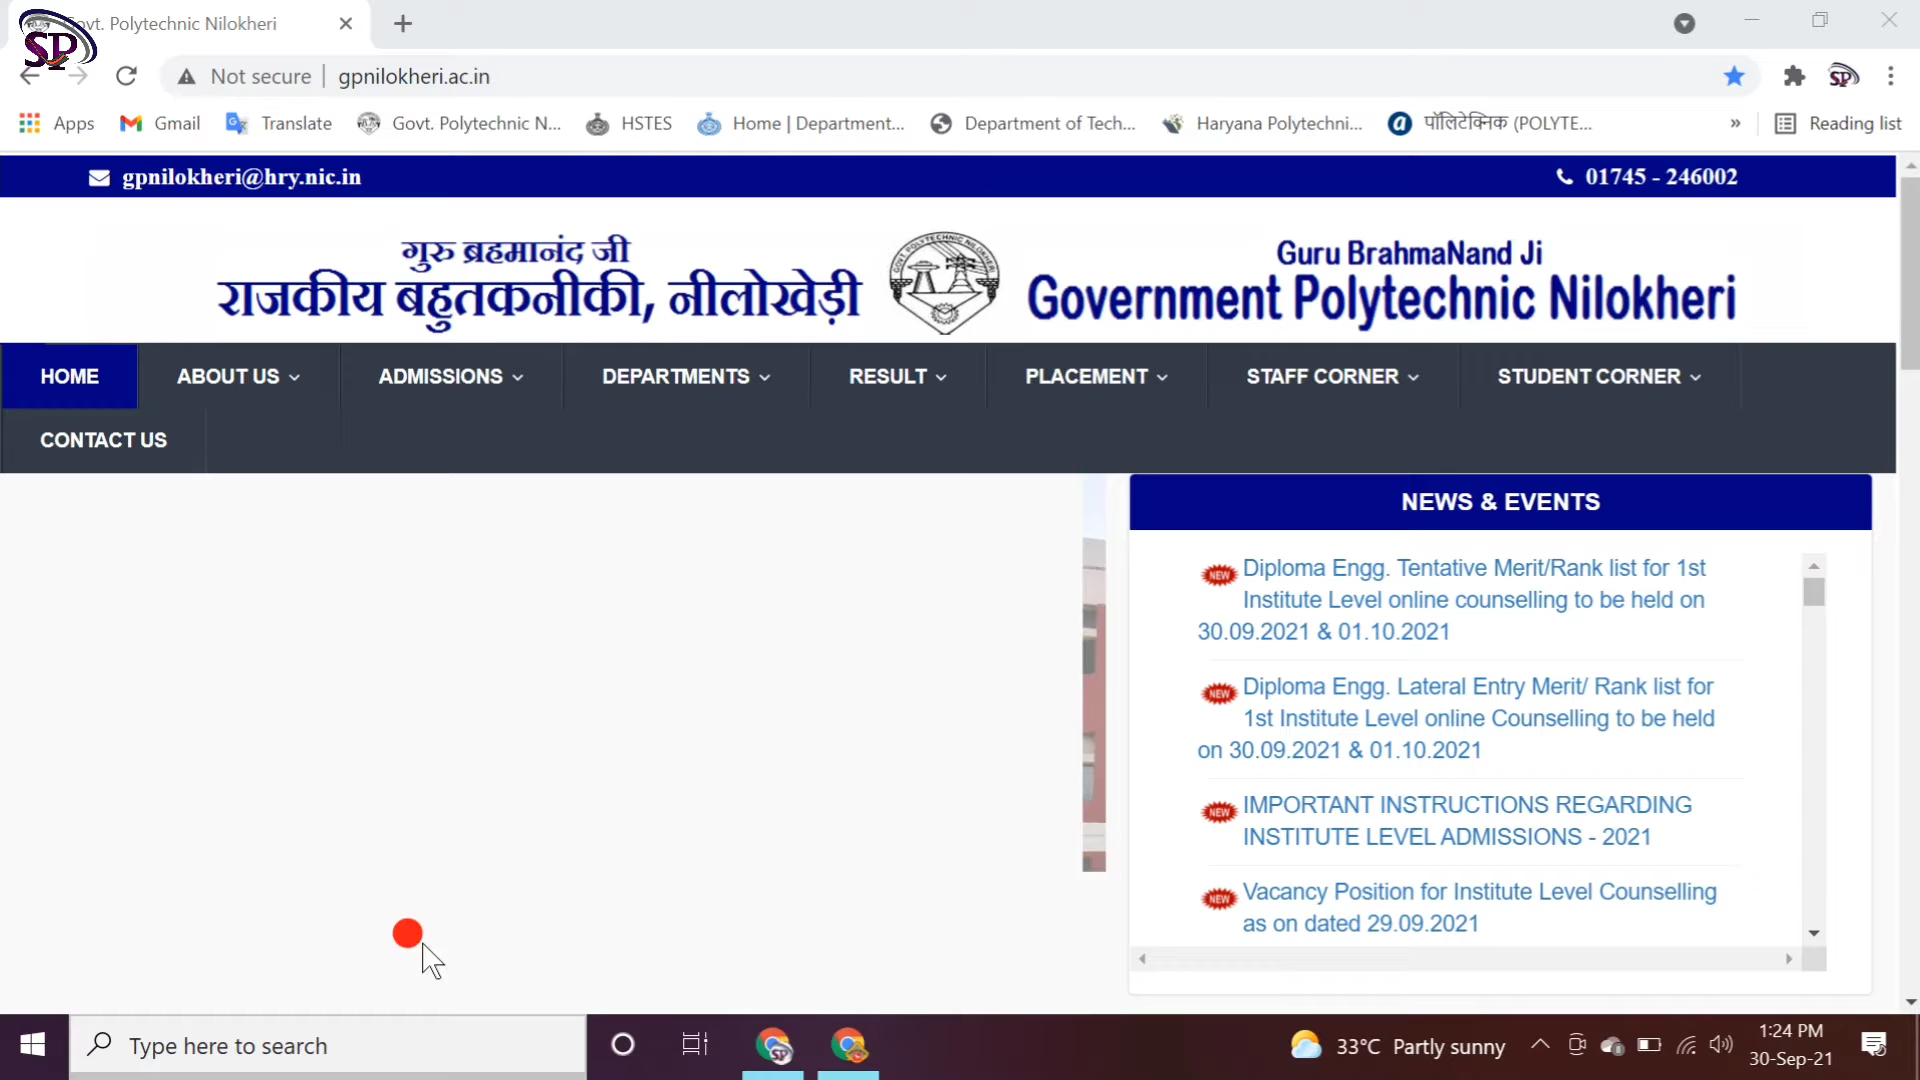 Govt. Polytechnic Nilokheri
SP
Not secure
gpnilokheri.ac.in
SP
Apps
Gmail
Translate
Govt. Polytechnic N...
HSTES
Home | Department...
Department of Tech...
Haryana Polytechni...
पॉलिटेक्निक (POLYTE...
»
Reading list
gpnilokheri@hry.nic.in
01745 - 246002
गुरु ब्रहमानंद जी
राजकीय बहुतकनीकी, नीलोखेड़ी
Guru BrahmaNand Ji
Government Polytechnic Nilokheri
HOME
ABOUT US
ADMISSIONS
DEPARTMENTS
RESULT
PLACEMENT
STAFF CORNER
STUDENT CORNER
CONTACT US
NEWS & EVENTS
NEW Diploma Engg. Tentative Merit/Rank list for 1st
Institute Level online counselling to be held on
30.09.2021 & 01.10.2021
NEW Diploma Engg. Lateral Entry Merit/ Rank list for
1st Institute Level online Counselling to be held
on 30.09.2021 & 01.10.2021
NEW IMPORTANT INSTRUCTIONS REGARDING
INSTITUTE LEVEL ADMISSIONS - 2021
NEW Vacancy Position for Institute Level Counselling
as on dated 29.09.2021
Type here to search
33°C Partly sunny
1:24 PM
30-Sep-21